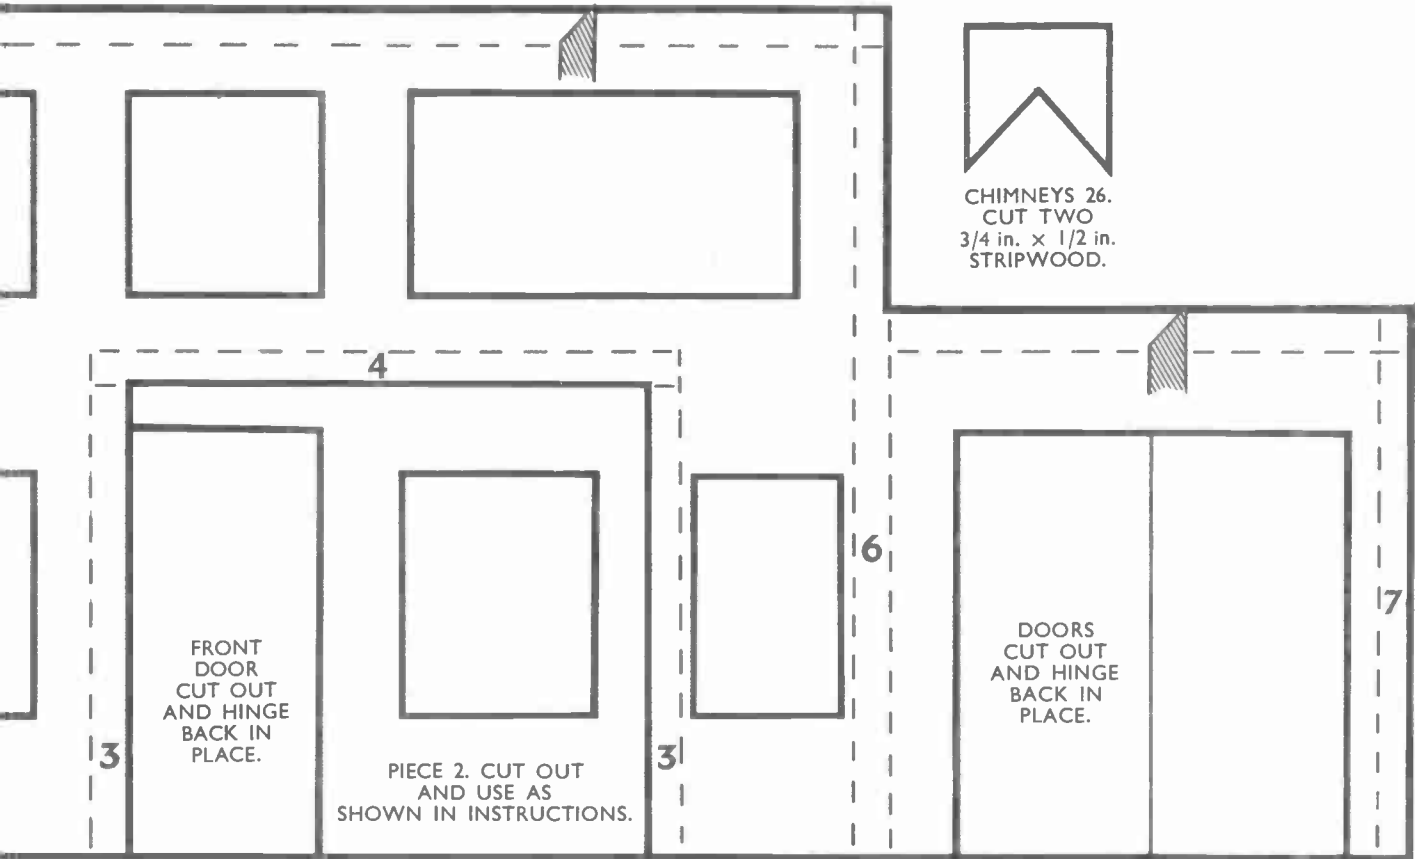 CHIMNEYS 26.
CUT TWO
3/4 in. × 1/2 in.
STRIPWOOD.
4
6
7
FRONT
DOOR
CUT OUT
AND HINGE
BACK IN
PLACE.
DOORS
CUT OUT
AND HINGE
BACK IN
PLACE.
3
3
PIECE 2. CUT OUT
AND USE AS
SHOWN IN INSTRUCTIONS.